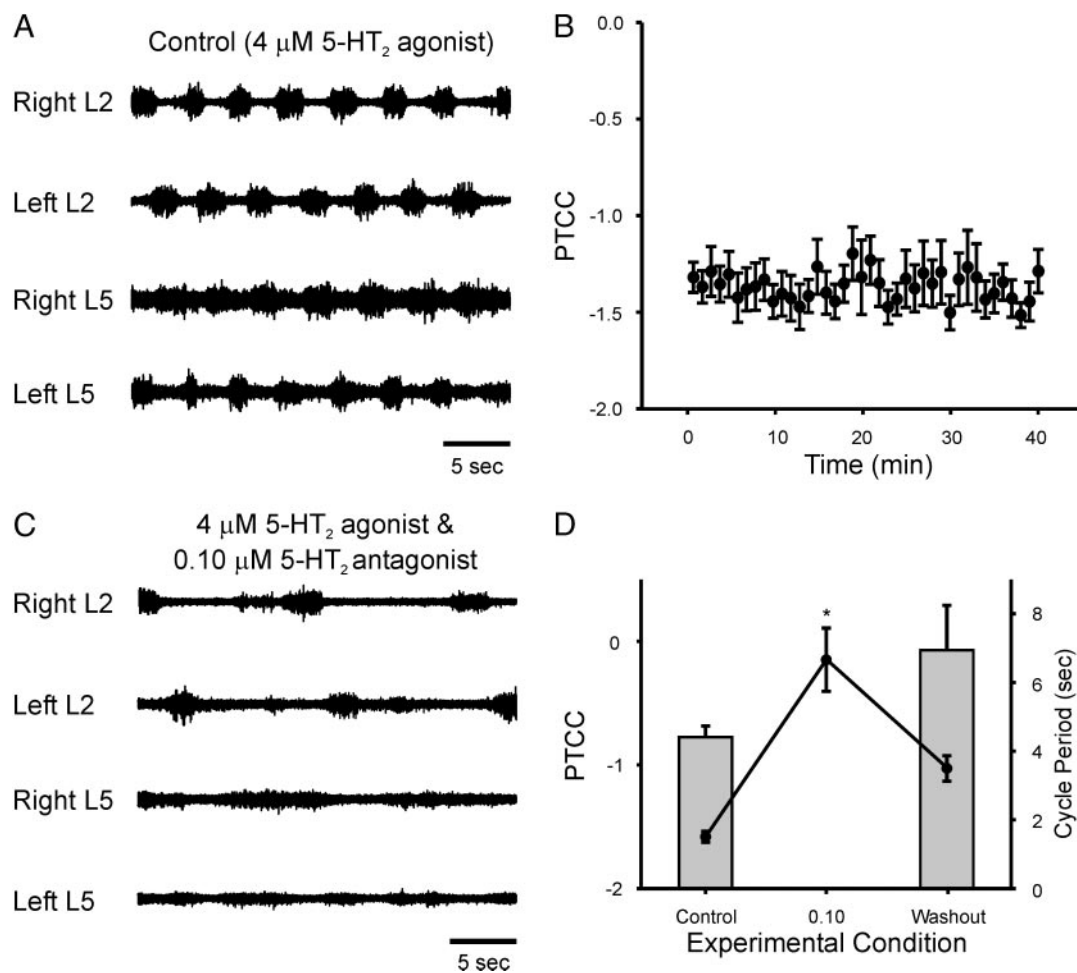 A
Control (4 μM 5-HT₂ agonist)
Right L2
Left L2
Right L5
Left L5
5 sec
B
0.0
-0.5
-1.0
-1.5
-2.0
PTCC
0
10
20
30
40
Time (min)
C
4 μM 5-HT₂ agonist &
0.10 μM 5-HT₂ antagonist
Right L2
Left L2
Right L5
Left L5
5 sec
D
0
-1
-2
PTCC
*
8
6
4
2
0
Cycle Period (sec)
Control
0.10
Washout
Experimental Condition